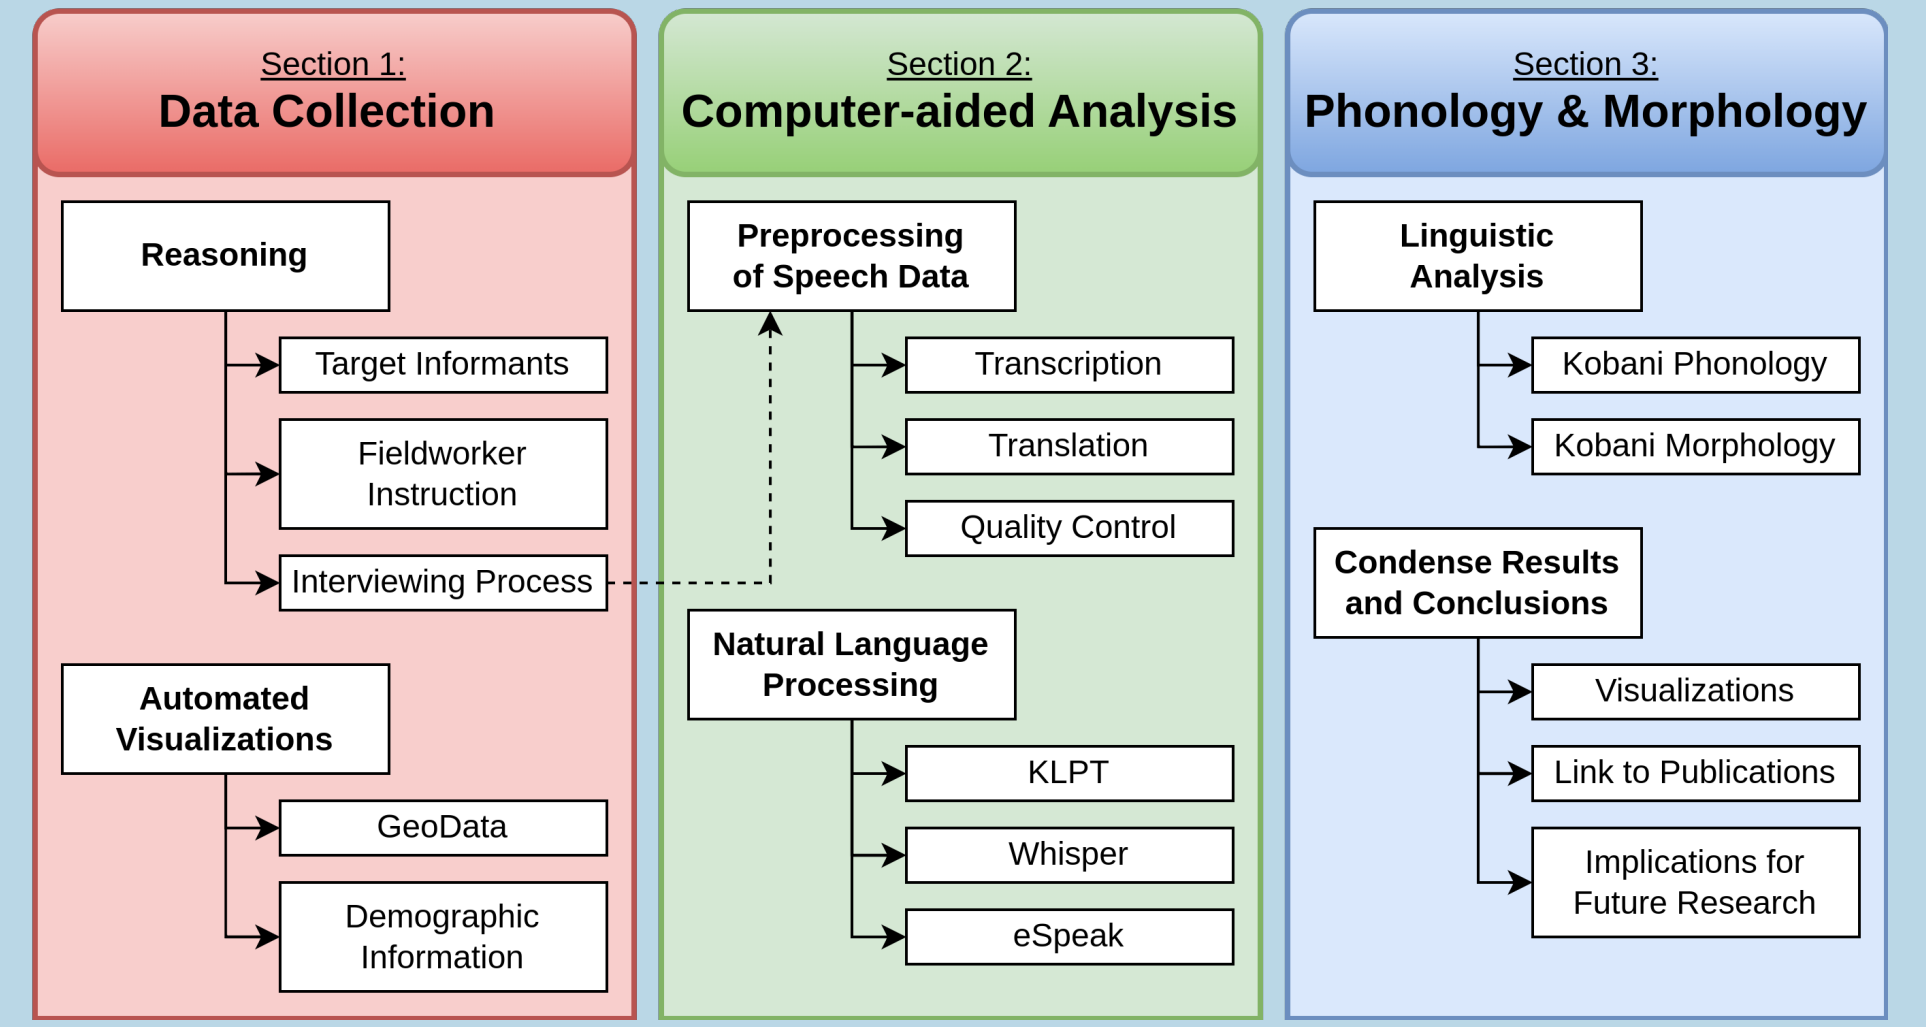 Section 1:
Data Collection
Reasoning
Target Informants
Fieldworker
Instruction
Interviewing Process
Automated
Visualizations
GeoData
Demographic
Information
Section 2:
Computer-aided Analysis
Preprocessing
of Speech Data
Transcription
Translation
Quality Control
Natural Language
Processing
KLPT
Whisper
eSpeak
Section 3:
Phonology & Morphology
Linguistic
Analysis
Kobani Phonology
Kobani Morphology
Condense Results
and Conclusions
Visualizations
Link to Publications
Implications for
Future Research